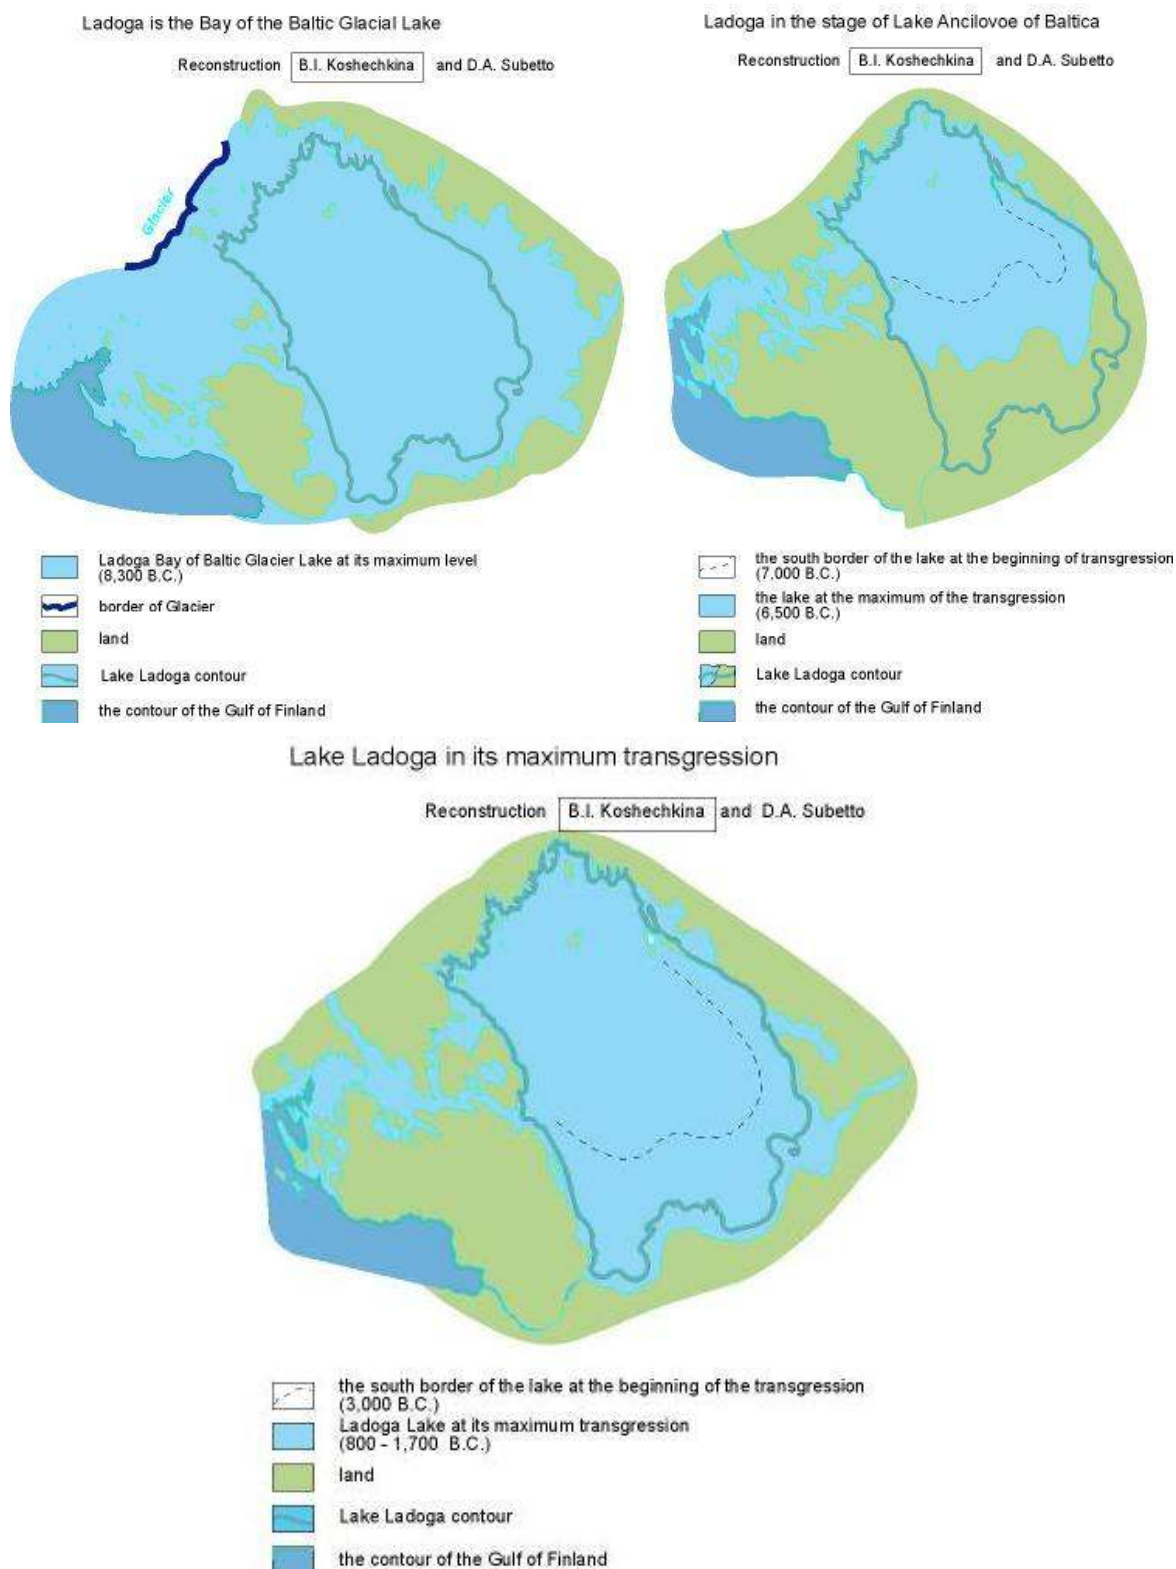 Ladoga is the Bay of the Baltic Glacial Lake
Reconstruction B.I. Koshechkina and D.A. Subetto
Glacier
Ladoga Bay of Baltic Glacier Lake at its maximum level
(8,300 B.C.)
border of Glacier
land
Lake Ladoga contour
the contour of the Gulf of Finland
Ladoga in the stage of Lake Ancilovoe of Baltica
Reconstruction B.I. Koshechkina and D.A. Subetto
the south border of the lake at the beginning of transgression
(7,000 B.C.)
the lake at the maximum of the transgression
(6,500 B.C.)
land
Lake Ladoga contour
the contour of the Gulf of Finland
Lake Ladoga in its maximum transgression
Reconstruction B.I. Koshechkina and D.A. Subetto
the south border of the lake at the beginning of the transgression
(3,000 B.C.)
Ladoga Lake at its maximum transgression
(800 - 1,700 B.C.)
land
Lake Ladoga contour
the contour of the Gulf of Finland